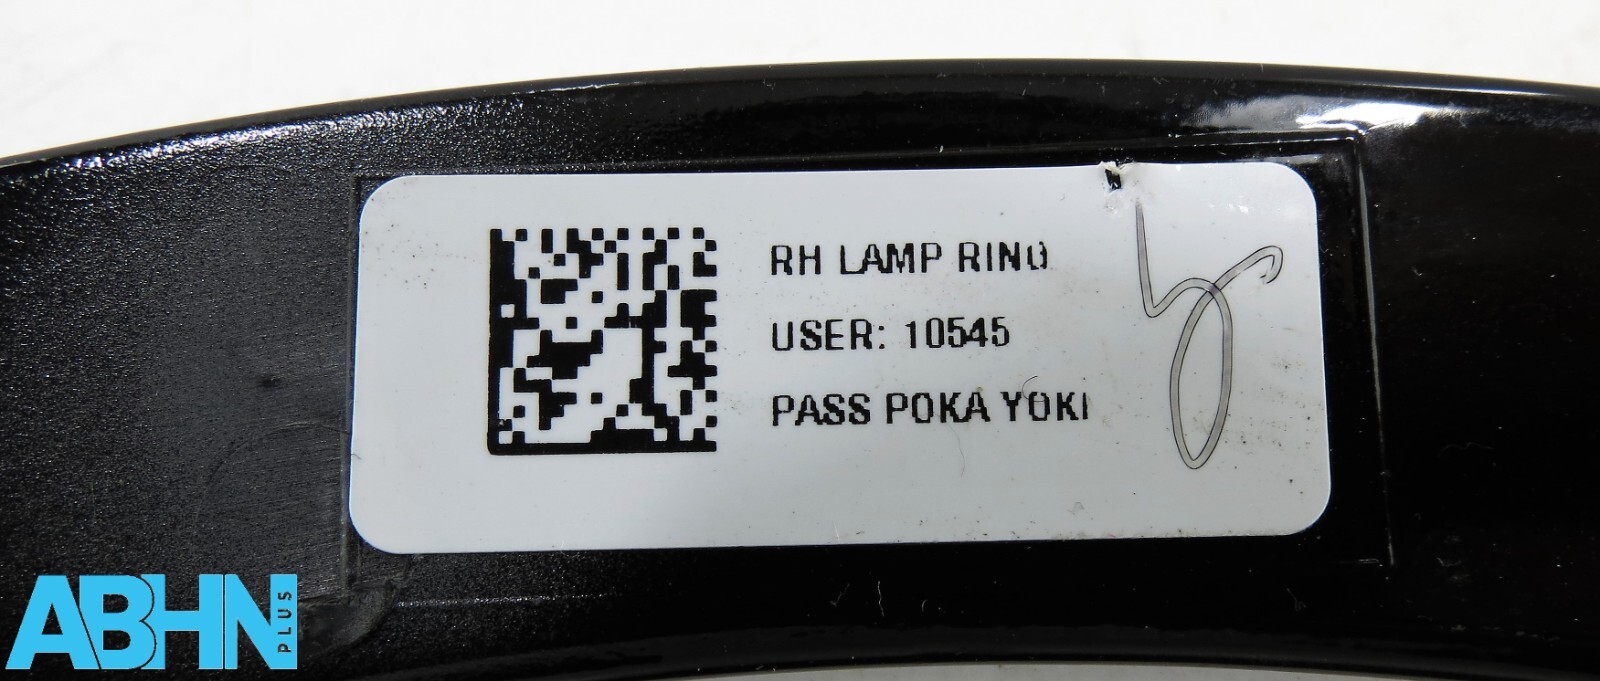 RH LAMP RING
USER: 10545
PASS POKA YOKI
ABHN
PLUS